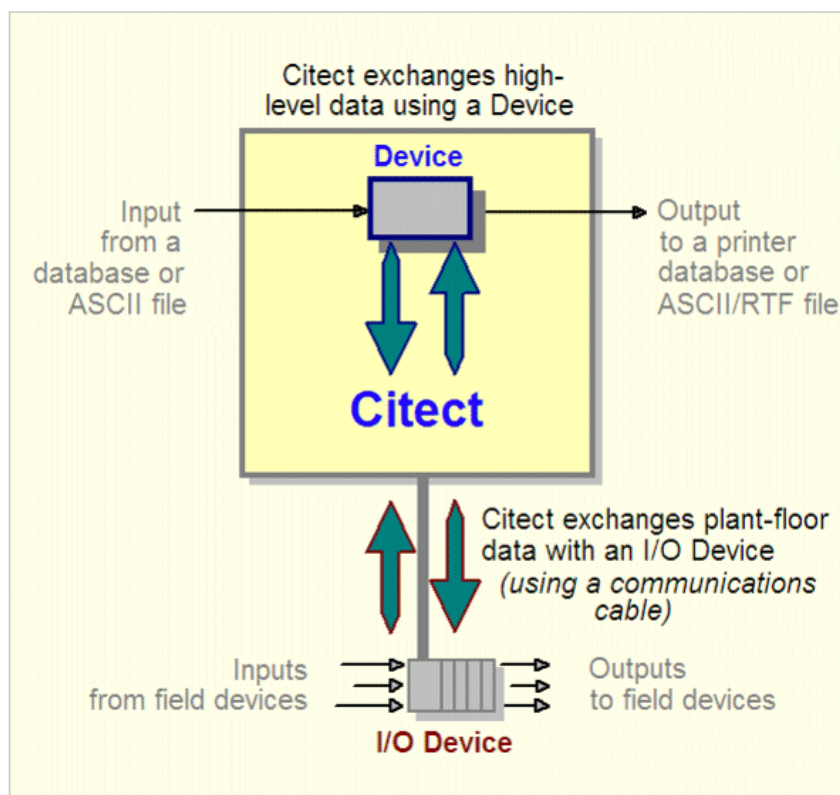 Citect exchanges high-
level data using a Device
Device
Input
from a
database or
ASCII file
Output
to a printer
database or
ASCII/RTF file
Citect
Citect exchanges plant-floor
data with an I/O Device
(using a communications
cable)
Inputs
from field devices
Outputs
to field devices
I/O Device